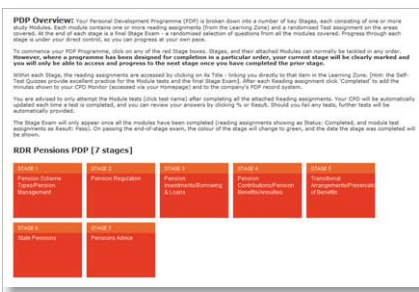 PDP Overview: Your Personal Development Programme (PDP) is broken down into a number of key Stages, each consisting of one or more
study Modules. Each module contains one or more reading assignments (from the Learning Zone) and a randomised Test assignment on the areas
covered. At the end of each stage is a final Stage Exam - a randomised selection of questions from all the modules covered. Progress through each
stage is under your direct control, so you can progress at your own pace.
To commence your PDP Programme, click on any of the red Stage boxes. Stages, and their attached Modules can normally be tackled in any order.
However, where a programme has been designed for completion in a particular order, your current stage will be clearly marked and
you will only be able to access and progress to the next stage once you have completed the prior stage.
Within each Stage, the reading assignments are accessed by clicking on its Title - linking you directly to that item in the Learning Zone. [Hint: the Self-
Test Quizzes provide excellent practice for the Module tests and the final Stage Exam]. After each Reading assignment click 'Completed' to add the
minutes shown to your CPD Monitor (accessed via your Homepage) and to the company's PDP record system.
You are advised to only attempt the Module tests (click test name) after completing all the attached Reading assignments. Your CPD will be automatically
updated each time a test is completed, and you can review your answers by clicking % or Result. Should you fail any tests, further tests will be
automatically provided.
The Stage Exam will only appear once all the modules have been completed (reading assignments showing as Status: Completed, and module test
assignments as Result: Pass). On passing the end-of-stage exam, the colour of the stage will change to green, and the date the stage was completed will
be shown.
RDR Pensions PDP [7 stages]
STAGE 1
Pension Scheme
Types/Pension
Management
STAGE 2
Pension Regulation
STAGE 3
Pension
Investments/Borrowing
& Loans
STAGE 4
Pension
Contributions/Pension
Benefits/Annuities
STAGE 5
Transitional
Arrangements/Preservatio
of Benefits
STAGE 6
State Pensions
STAGE 7
Pensions Advice